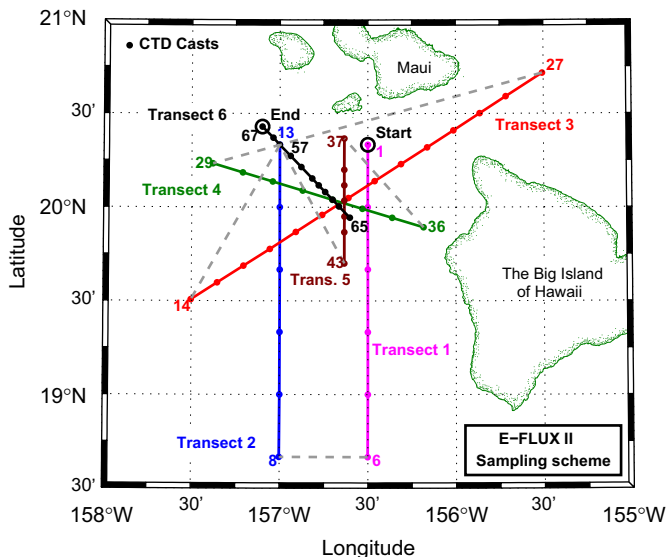 21°N
CTD Casts
Maui
27
30'
Transect 6
End
67
13
57
Start
37
1
Transect 3
29
Transect 4
20°N
65
36
Latitude
43
Trans. 5
The Big Island
of Hawaii
14
30'
Transect 1
19°N
Transect 2
8
6
E−FLUX II
Sampling scheme
30'
158°W
30'
157°W
30'
156°W
30'
155°W
Longitude